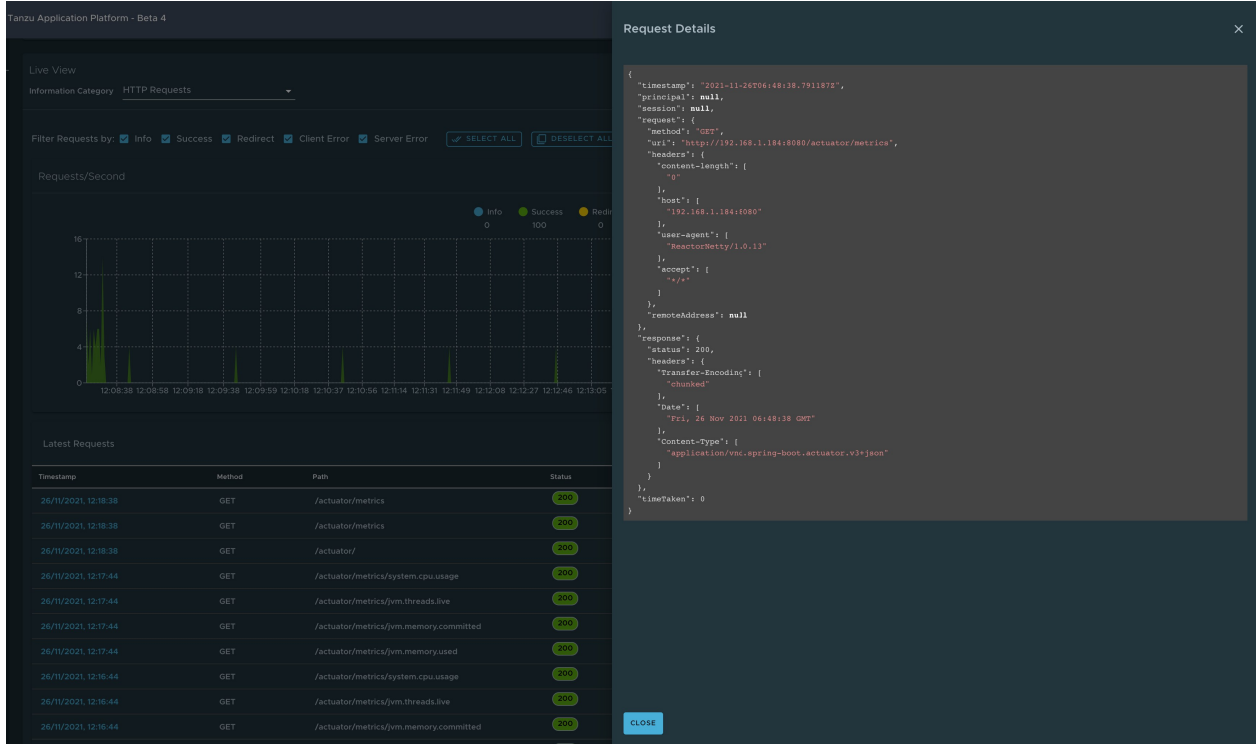 Tanzu Application Platform - Beta 4
Live View
Information Category HTTP Requests
Filter Requests by: Info Success Redirect Client Error Server Error SELECT ALL DESELECT ALL
Requests/Second
Info Success Redir
0 100 0
16
12
8
4
0
12:08:38 12:08:58 12:09:18 12:09:38 12:09:59 12:10:18 12:10:37 12:10:56 12:11:14 12:11:31 12:11:49 12:12:08 12:12:27 12:12:46 12:13:05
Latest Requests
Timestamp Method Path Status
26/11/2021, 12:18:38 GET /actuator/metrics 200
26/11/2021, 12:18:38 GET /actuator/metrics 200
26/11/2021, 12:18:38 GET /actuator/ 200
26/11/2021, 12:17:44 GET /actuator/metrics/system.cpu.usage 200
26/11/2021, 12:17:44 GET /actuator/metrics/jvm.threads.live 200
26/11/2021, 12:17:44 GET /actuator/metrics/jvm.memory.committed 200
26/11/2021, 12:17:44 GET /actuator/metrics/jvm.memory.used 200
26/11/2021, 12:16:44 GET /actuator/metrics/system.cpu.usage 200
26/11/2021, 12:16:44 GET /actuator/metrics/jvm.threads.live 200
26/11/2021, 12:16:44 GET /actuator/metrics/jvm.memory.committed 200
Request Details
{
"timestamp": "2021-11-26T06:48:38.791187Z",
"principal": null,
"session": null,
"request": {
"method": "GET",
"uri": "http://192.168.1.184:8080/actuator/metrics",
"headers": {
"content-length": [
"0"
],
"host": [
"192.168.1.184:8080"
],
"user-agent": [
"ReactorNetty/1.0.13"
],
"accept": [
"*/*"
]
},
"remoteAddress": null
},
"response": {
"status": 200,
"headers": {
"Transfer-Encoding": [
"chunked"
],
"Date": [
"Fri, 26 Nov 2021 06:48:38 GMT"
],
"Content-Type": [
"application/vnd.spring-boot.actuator.v3+json"
]
}
},
"timeTaken": 0
}
CLOSE